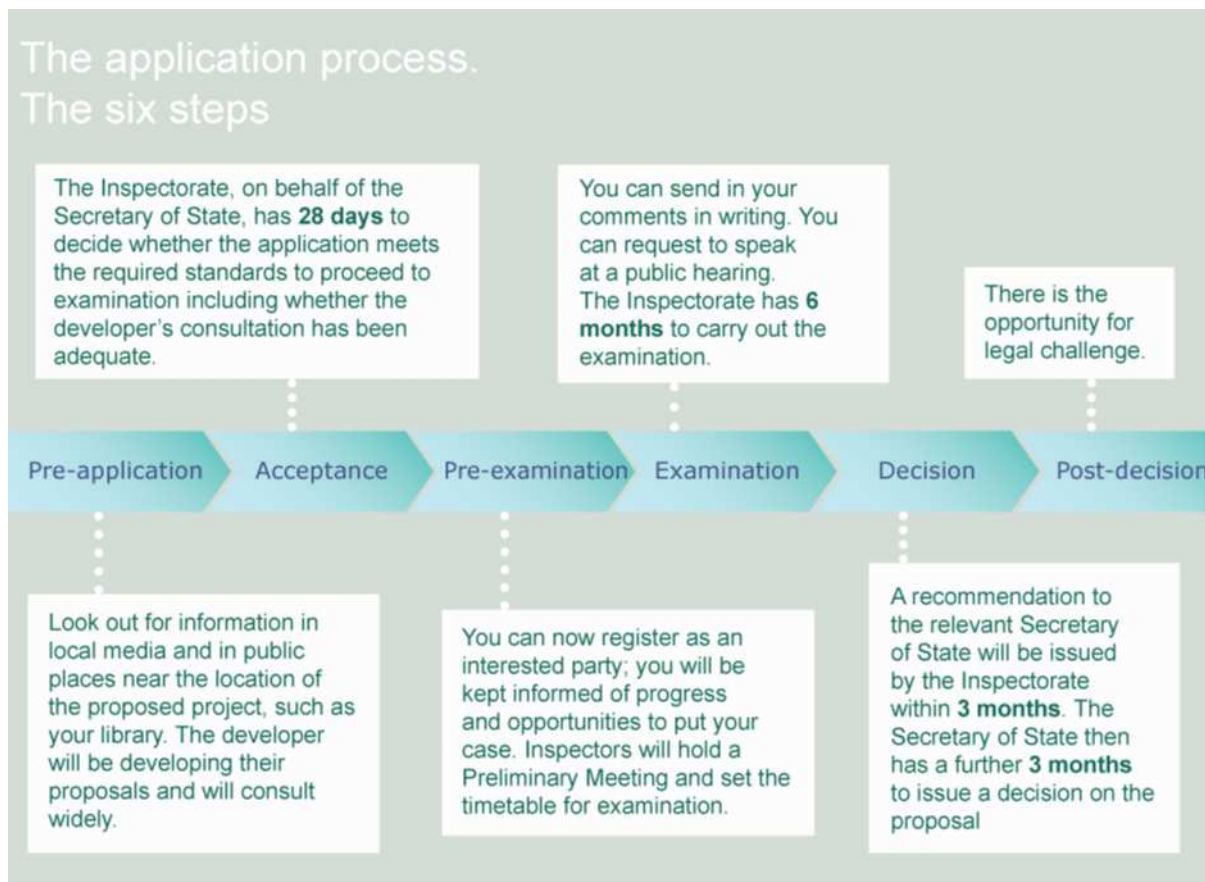 The application process.
The six steps
The Inspectorate, on behalf of the
Secretary of State, has 28 days to
decide whether the application meets
the required standards to proceed to
examination including whether the
developer's consultation has been
adequate.
You can send in your
comments in writing. You
can request to speak
at a public hearing.
The Inspectorate has 6
months to carry out the
examination.
There is the
opportunity for
legal challenge.
Pre-application
Acceptance
Pre-examination
Examination
Decision
Post-decision
Look out for information in
local media and in public
places near the location of
the proposed project, such as
your library. The developer
will be developing their
proposals and will consult
widely.
You can now register as an
interested party; you will be
kept informed of progress
and opportunities to put your
case. Inspectors will hold a
Preliminary Meeting and set the
timetable for examination.
A recommendation to
the relevant Secretary
of State will be issued
by the Inspectorate
within 3 months. The
Secretary of State then
has a further 3 months
to issue a decision on the
proposal